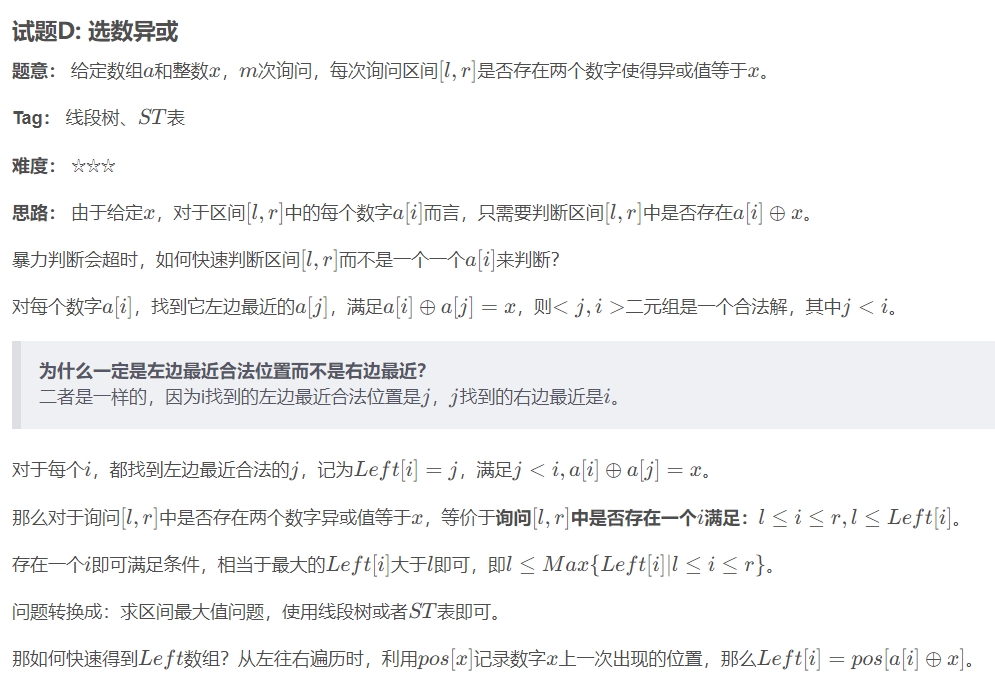 试题D: 选数异或
题意： 给定数组a和整数x，m次询问，每次询问区间[l, r]是否存在两个数字使得异或值等于x。
Tag： 线段树、ST表
难度： ☆☆☆
思路： 由于给定x，对于区间[l, r]中的每个数字a[i]而言，只需要判断区间[l, r]中是否存在a[i] ⊕ x。
暴力判断会超时，如何快速判断区间[l, r]而不是一个一个a[i]来判断？
对每个数字a[i]，找到它左边最近的a[j]，满足a[i] ⊕ a[j] = x，则< j, i >二元组是一个合法解，其中j < i。
为什么一定是左边最近合法位置而不是右边最近？
二者是一样的，因为i找到的左边最近合法位置是j，j找到的右边最近是i。
对于每个i，都找到左边最近合法的j，记为Left[i] = j，满足j < i, a[i] ⊕ a[j] = x。
那么对于询问[l, r]中是否存在两个数字异或值等于x，等价于询问[l, r]中是否存在一个i满足：l ≤ i ≤ r, l ≤ Left[i]。
存在一个i即可满足条件，相当于最大的Left[i]大于l即可，即l ≤ Max{Left[i]|l ≤ i ≤ r}。
问题转换成：求区间最大值问题，使用线段树或者ST表即可。
那如何快速得到Left数组？从左往右遍历时，利用pos[x]记录数字x上一次出现的位置，那么Left[i] = pos[a[i] ⊕ x]。